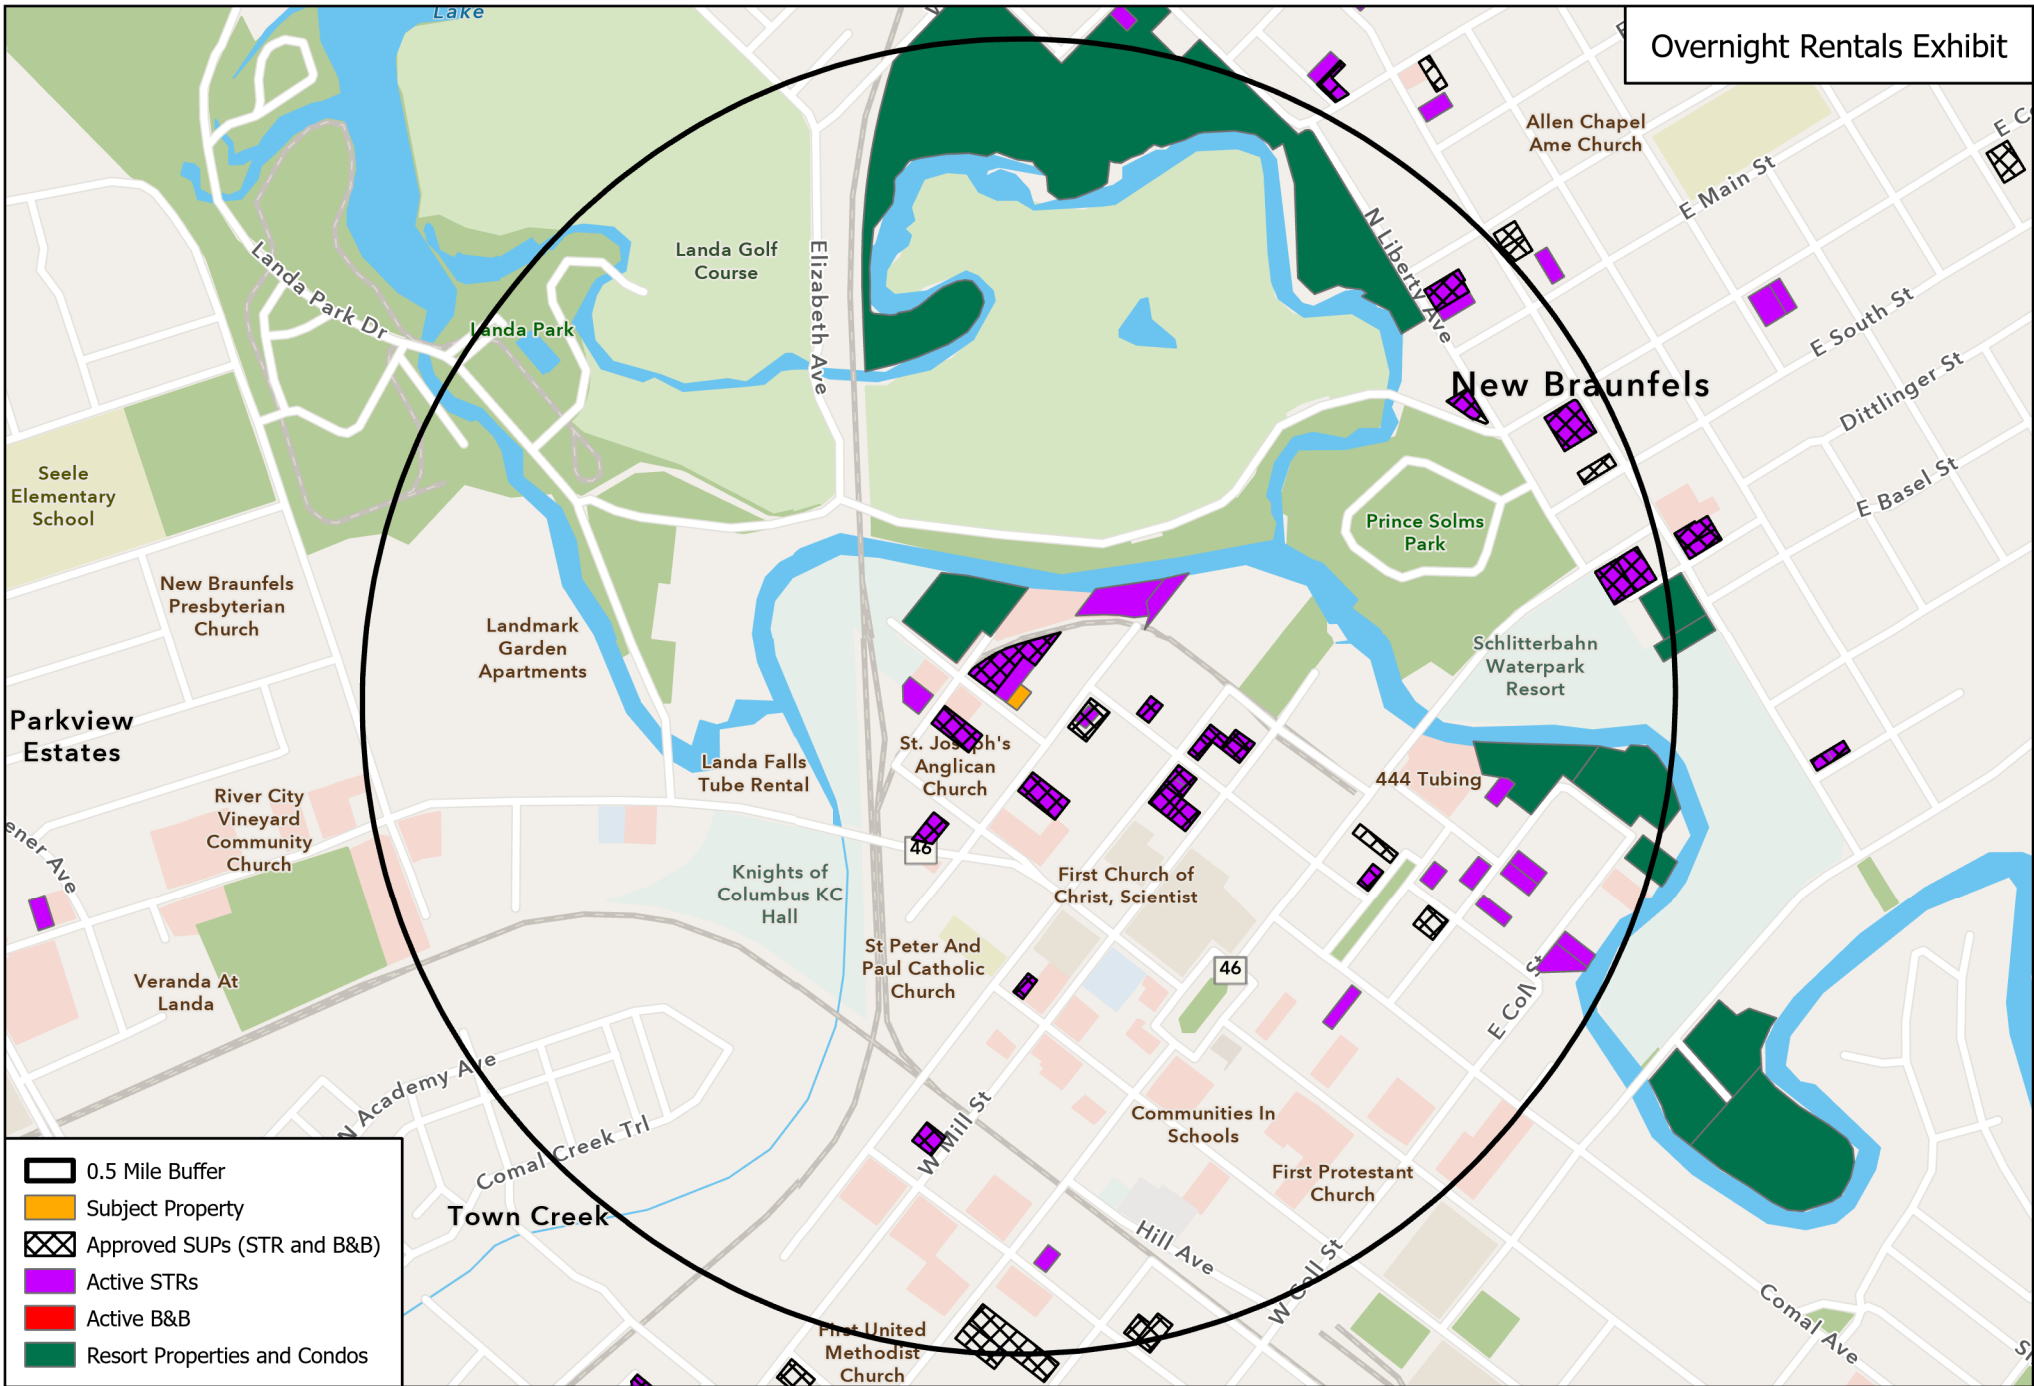 Lake
Overnight Rentals Exhibit
Allen Chapel
Ame Church
E Main St
N Liberty Ave
Landa Golf
Course
Elizabeth Ave
Landa Park Dr
Landa Park
E South St
New Braunfels
Dittlinger St
E Basel St
Seele
Elementary
School
Prince Solms
Park
New Braunfels
Presbyterian
Church
Landmark
Garden
Apartments
Schlitterbahn
Waterpark
Resort
Parkview
Estates
St. Joseph's
Anglican
Church
Landa Falls
Tube Rental
444 Tubing
River City
Vineyard
Community
Church
ener Ave
46
Knights of
Columbus KC
Hall
First Church of
Christ, Scientist
St Peter And
Paul Catholic
Church
46
Veranda At
Landa
E Coll St
N Academy Ave
Comal Creek Trl
W Mill St
Communities In
Schools
First Protestant
Church
Town Creek
Hill Ave
W Coll St
Comal Ave
First United
Methodist
Church
0.5 Mile Buffer
Subject Property
Approved SUPs (STR and B&B)
Active STRs
Active B&B
Resort Properties and Condos